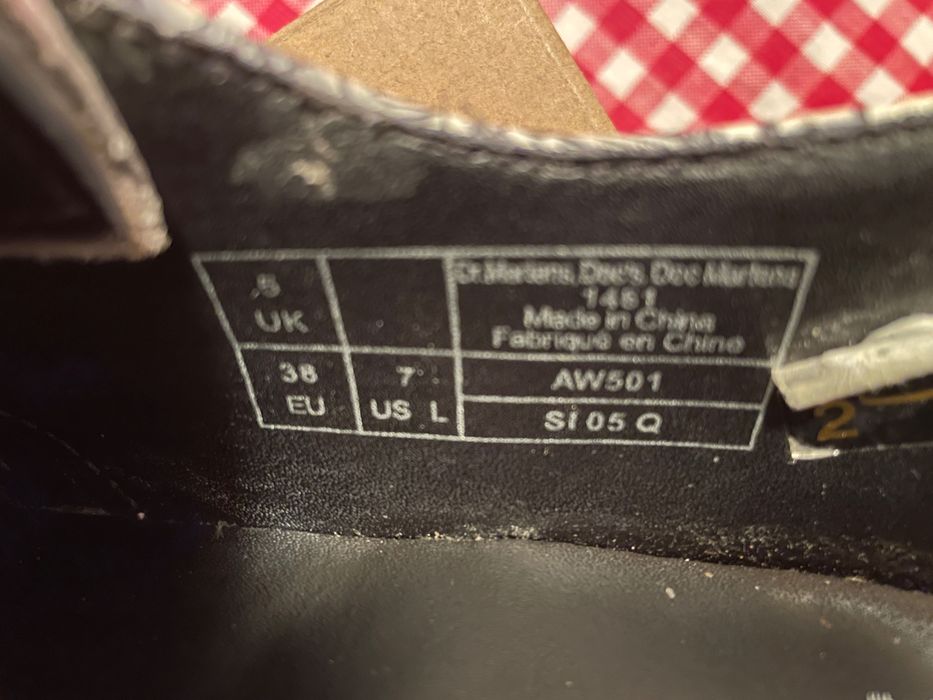 5
UK
38
EU
7
US L
Dr.Martens, Doc's, Doc Martens
1461
Made in China
Fabriqué en Chine
AW501
SI 05 Q
2